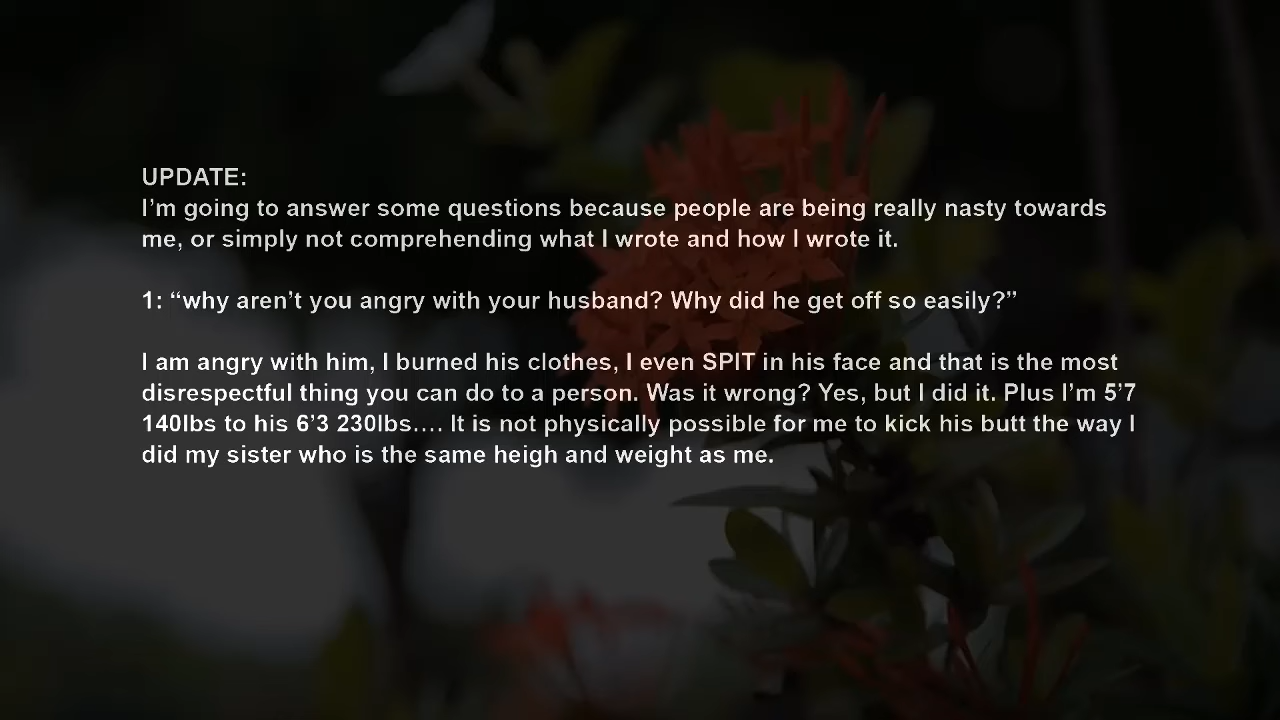 UPDATE:
I’m going to answer some questions because people are being really nasty towards
me, or simply not comprehending what I wrote and how I wrote it.
1: “why aren’t you angry with your husband? Why did he get off so easily?”
I am angry with him, I burned his clothes, I even SPIT in his face and that is the most
disrespectful thing you can do to a person. Was it wrong? Yes, but I did it. Plus I’m 5’7
140lbs to his 6’3 230lbs…. It is not physically possible for me to kick his butt the way I
did my sister who is the same heigh and weight as me.